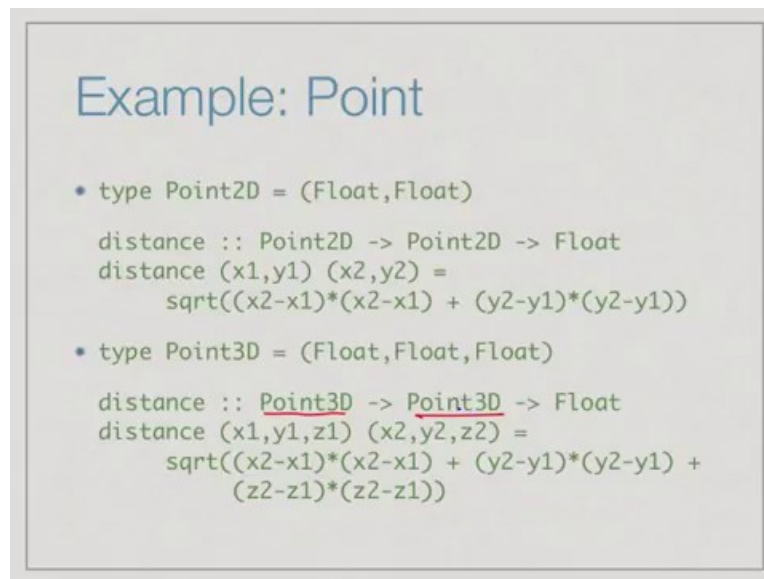 Example: Point
• type Point2D = (Float,Float)
distance :: Point2D -> Point2D -> Float
distance (x1,y1) (x2,y2) =
sqrt((x2-x1)*(x2-x1) + (y2-y1)*(y2-y1))
• type Point3D = (Float,Float,Float)
distance :: Point3D -> Point3D -> Float
distance (x1,y1,z1) (x2,y2,z2) =
sqrt((x2-x1)*(x2-x1) + (y2-y1)*(y2-y1) +
(z2-z1)*(z2-z1))